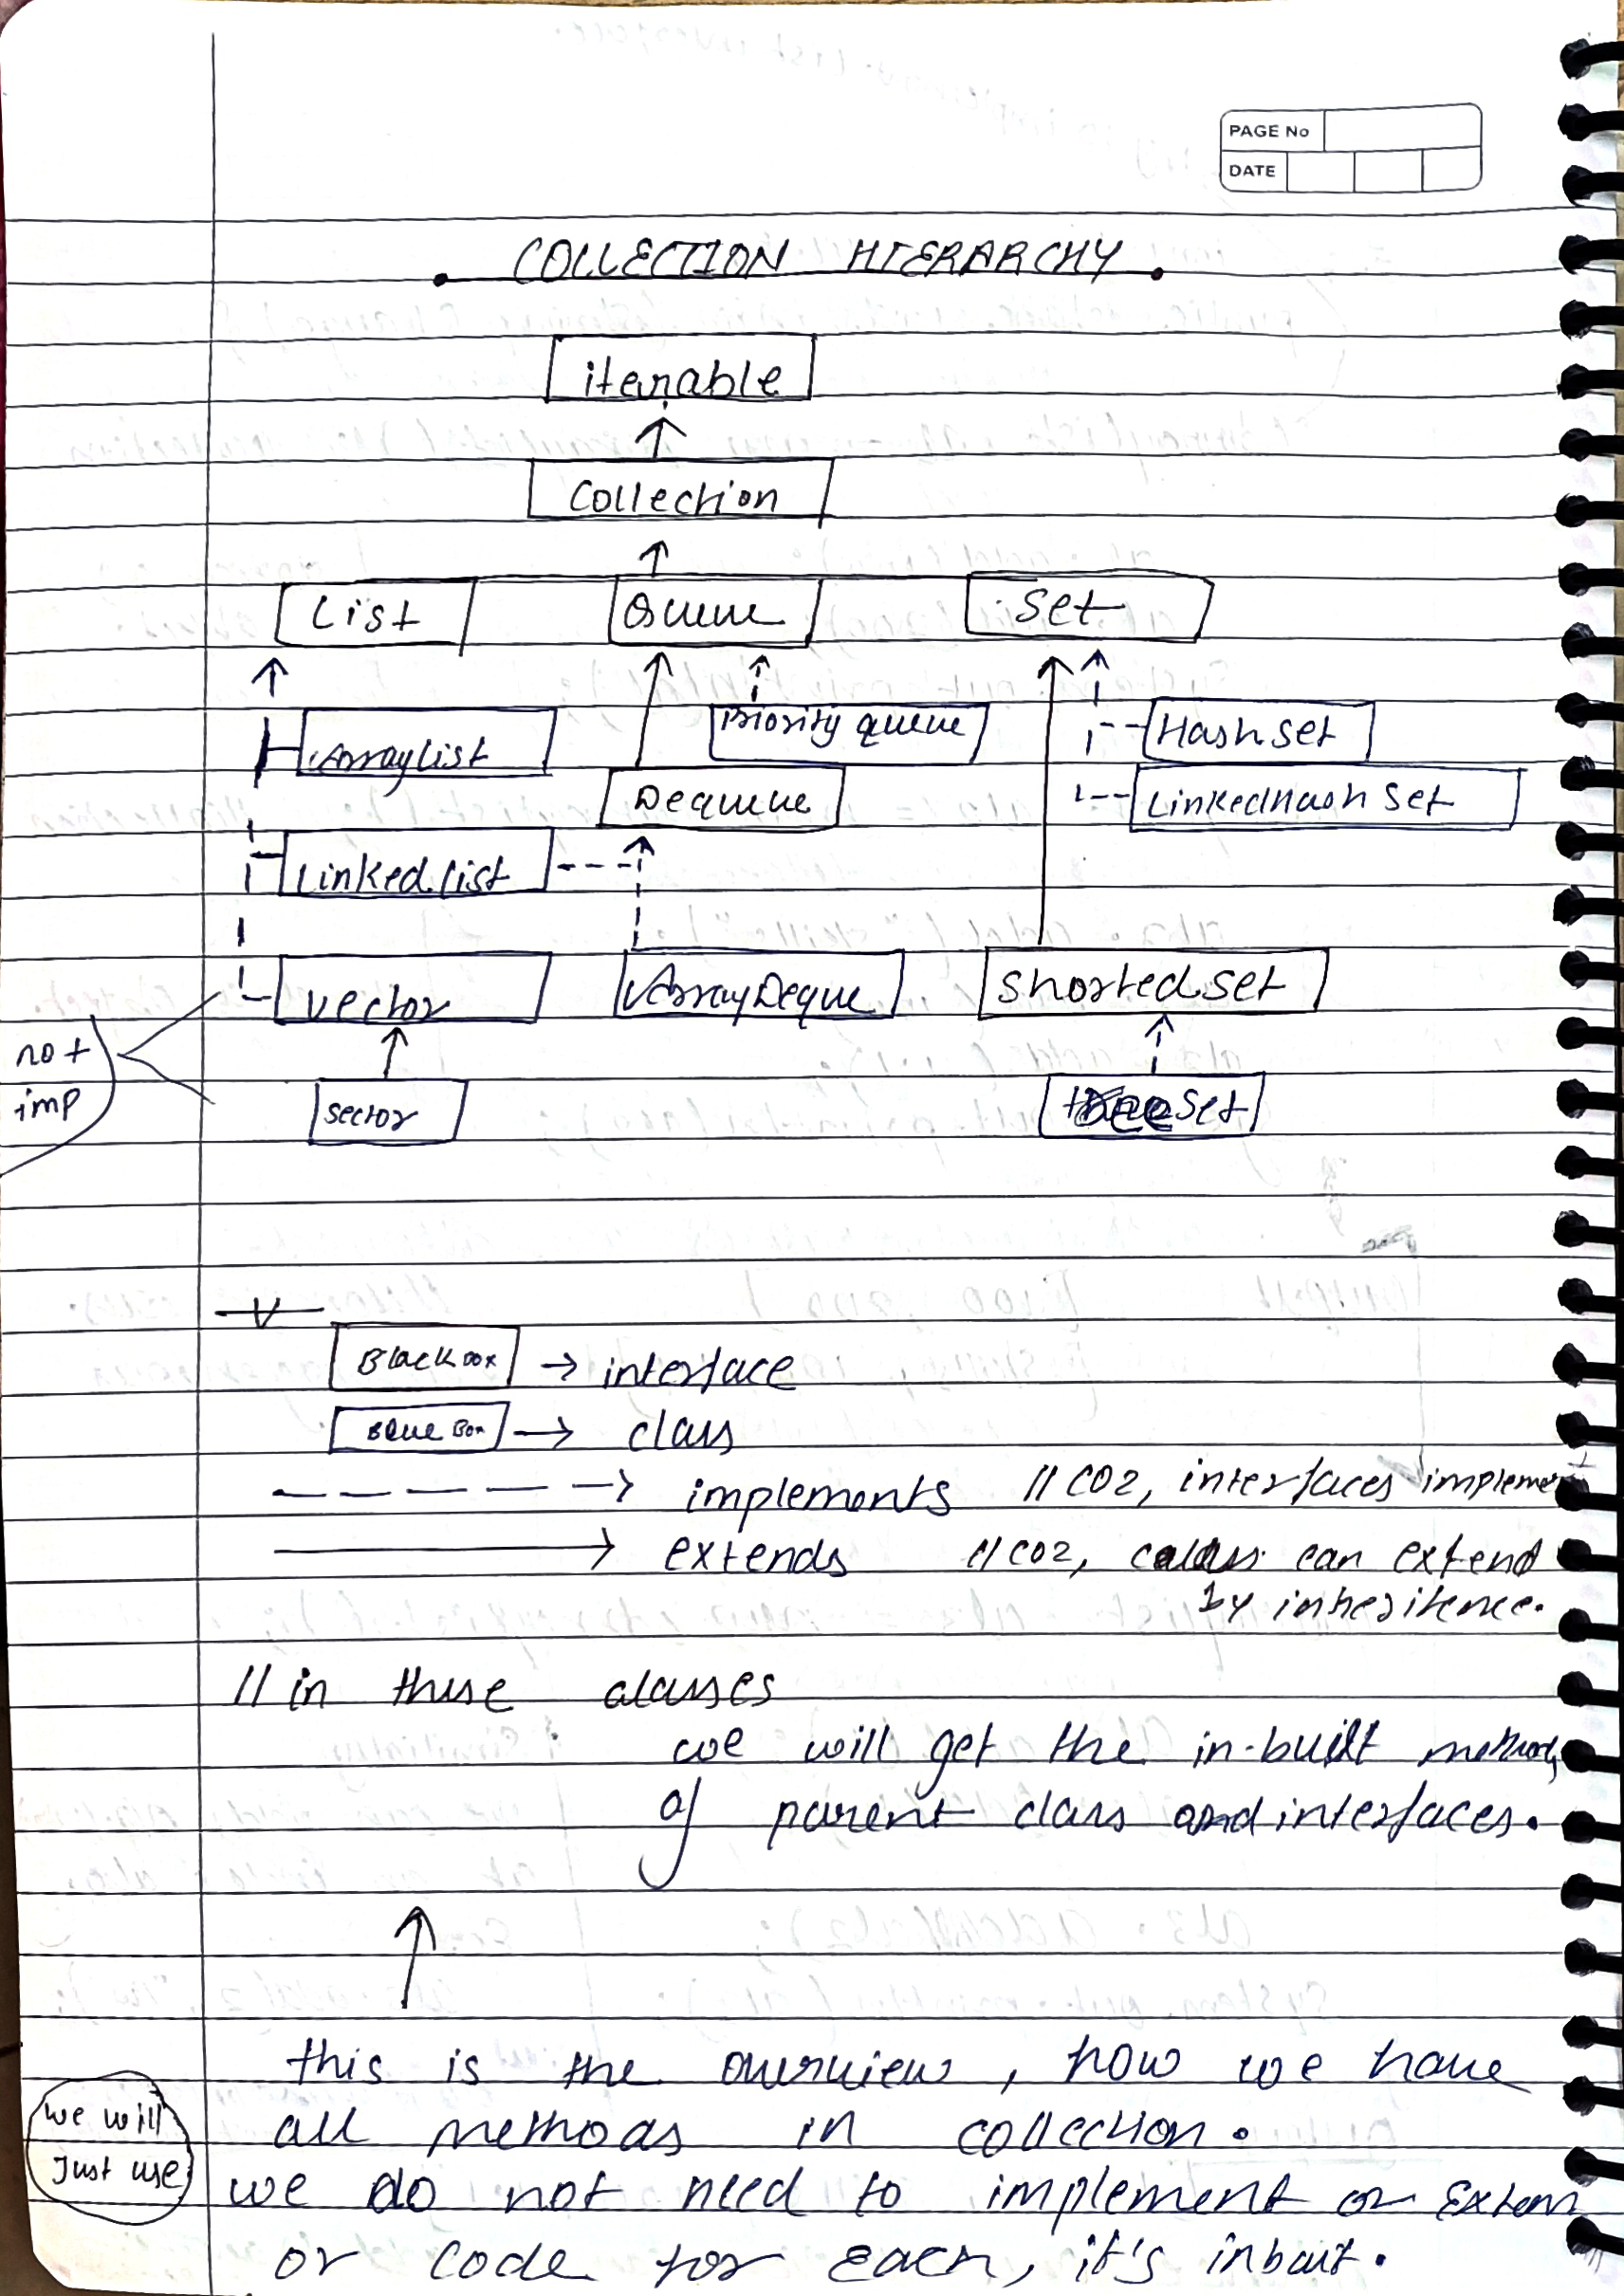 PAGE No
DATE
COLLECTION HIERARCHY
iterable
Collection
List Queue Set
ArrayList Priority queue Hashset
Dequeue LinkedHash Set
Linked list
vector ArrayDeque Shortedset
not
imp
sector treeset
Black box → interface
Blue Box → class
implements // CO2, interfaces implement
extends // CO2, class can extend
by inheritence.
// in these classes
we will get the in-built methods
of parent class and interfaces.
this is the overview, how we have
all methods in collection.
we will
Just use
we do not need to implement or Extend
or code for Each, it's inbuit.